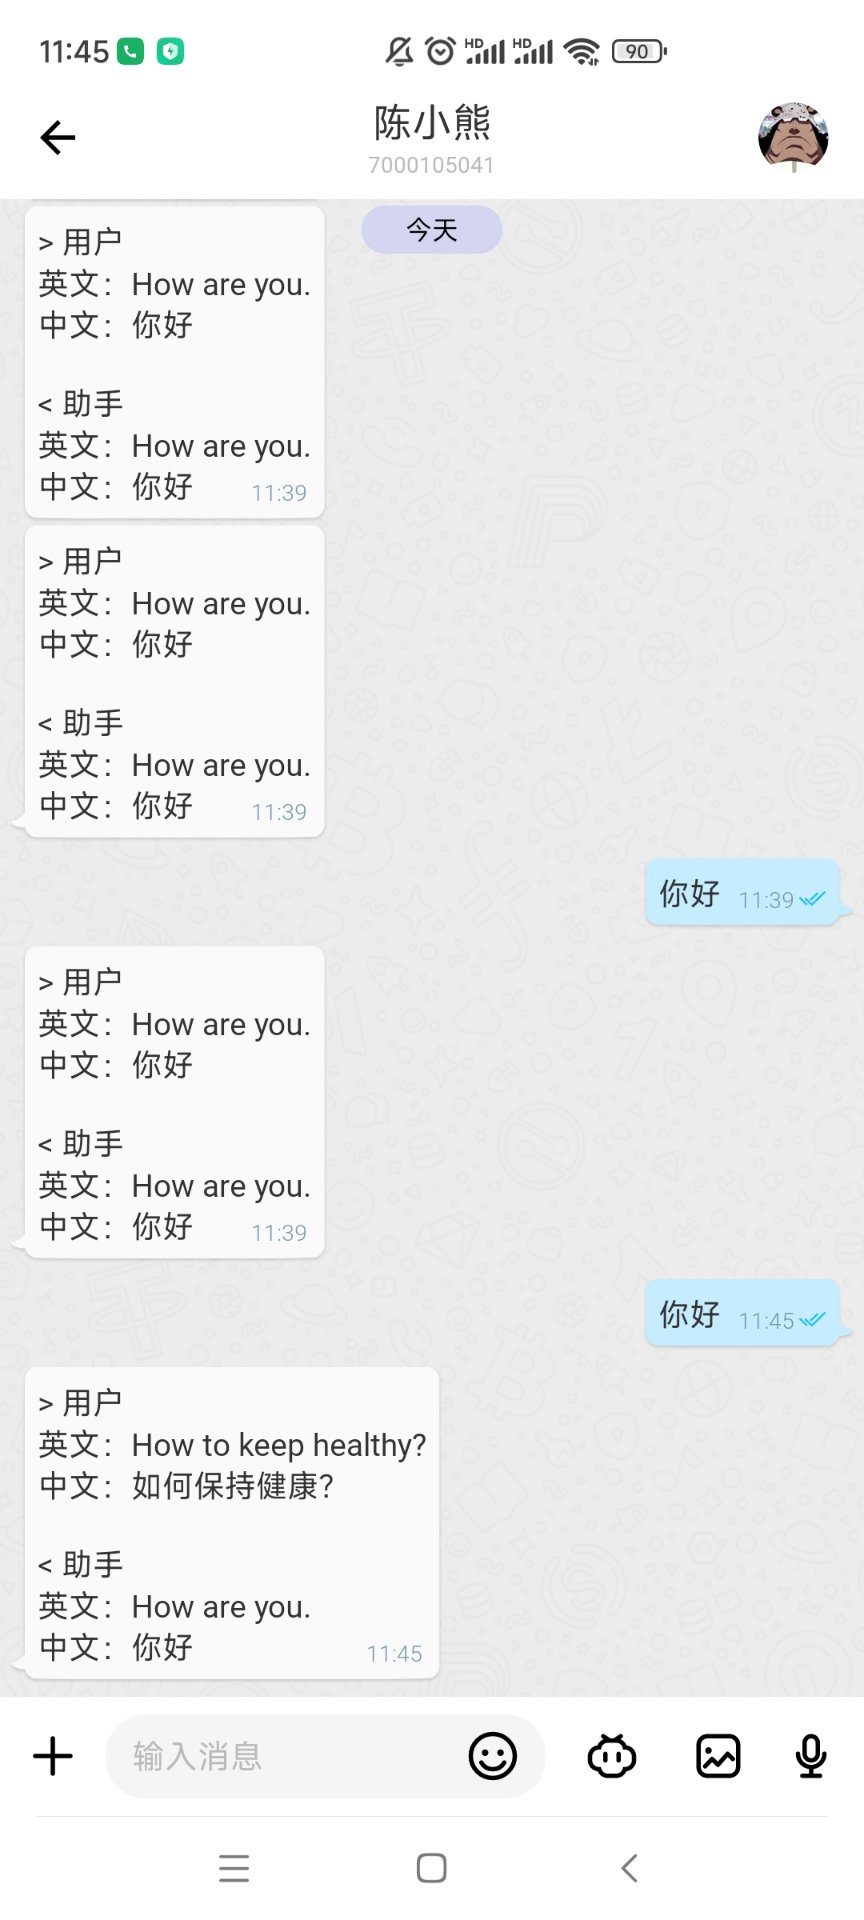 11:45
HD HD 90
陈小熊
7000105041
今天
> 用户
英文：How are you.
中文：你好
< 助手
英文：How are you.
中文：你好 11:39
> 用户
英文：How are you.
中文：你好
< 助手
英文：How are you.
中文：你好 11:39
你好 11:39
> 用户
英文：How are you.
中文：你好
< 助手
英文：How are you.
中文：你好 11:39
你好 11:45
> 用户
英文：How to keep healthy?
中文：如何保持健康？
< 助手
英文：How are you.
中文：你好 11:45
输入消息